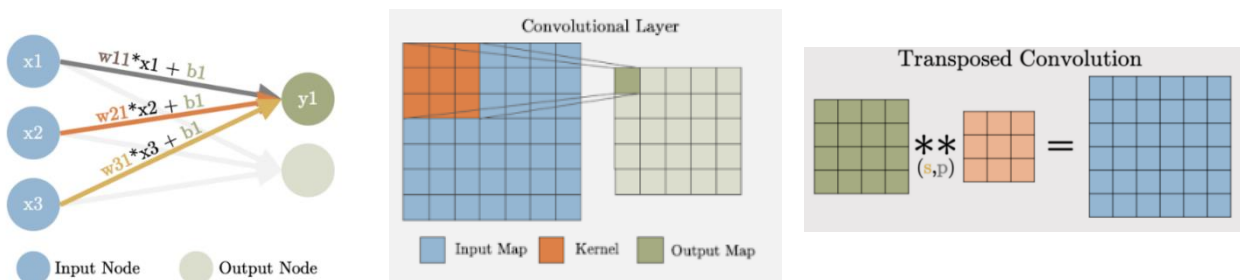 x1
w11*x1 + b1
x2
w21*x2 + b1
y1
w31*x3 + b1
x3
Input Node
Output Node
Convolutional Layer
Input Map
Kernel
Output Map
Transposed Convolution
** =
(s,p)